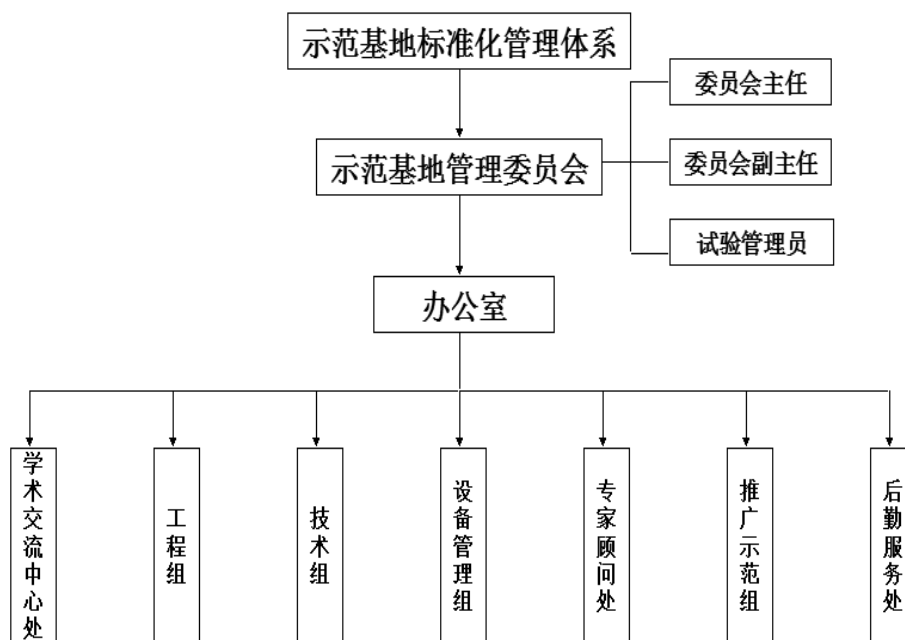 示范基地标准化管理体系
委员会主任
示范基地管理委员会
委员会副主任
试验管理员
办公室
学术交流中心处
工程组
技术组
设备管理组
专家顾问处
推广示范组
后勤服务处